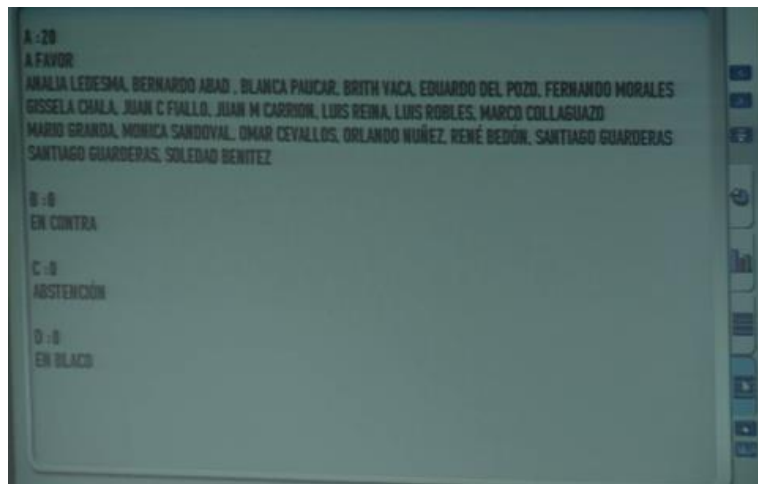 A :20
A FAVOR
ANALIA LEDESMA, BERNARDO ABAD , BLANCA PAUCAR, BRITH VACA, EDUARDO DEL POZO, FERNANDO MORALES
GISSELA CHALA, JUAN C FIALLO, JUAN M CARRION, LUIS REINA, LUIS ROBLES, MARCO COLLAGUAZO
MARIO GRANDA, MONICA SANDOVAL, OMAR CEVALLOS, ORLANDO NUÑEZ, RENÉ BEDÓN, SANTIAGO GUARDERAS
SANTIAGO GUARDERAS, SOLEDAD BENITEZ
B :0
EN CONTRA
C :0
ABSTENCIÓN
D :0
EN BLACO